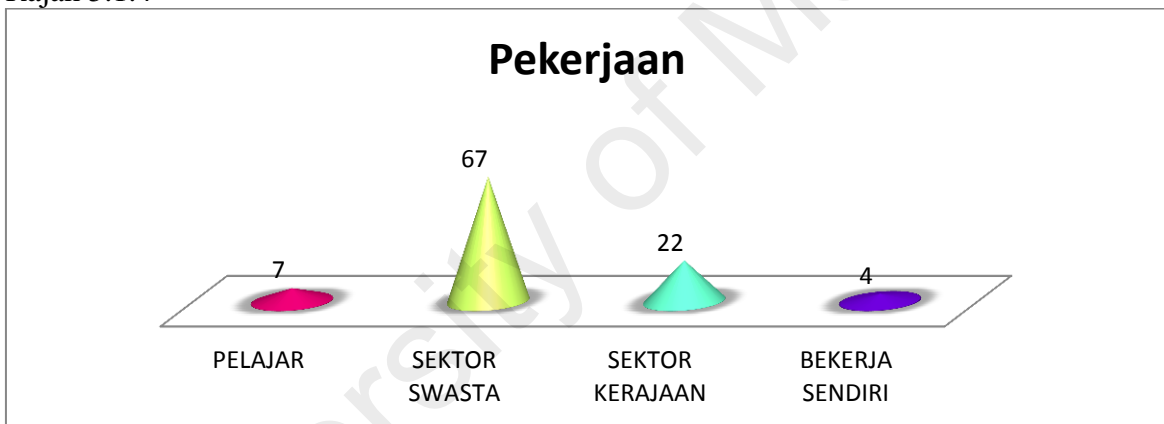 Pekerjaan
67
22
7
4
PELAJAR
SEKTOR
SWASTA
SEKTOR
KERAJAAN
BEKERJA
SENDIRI